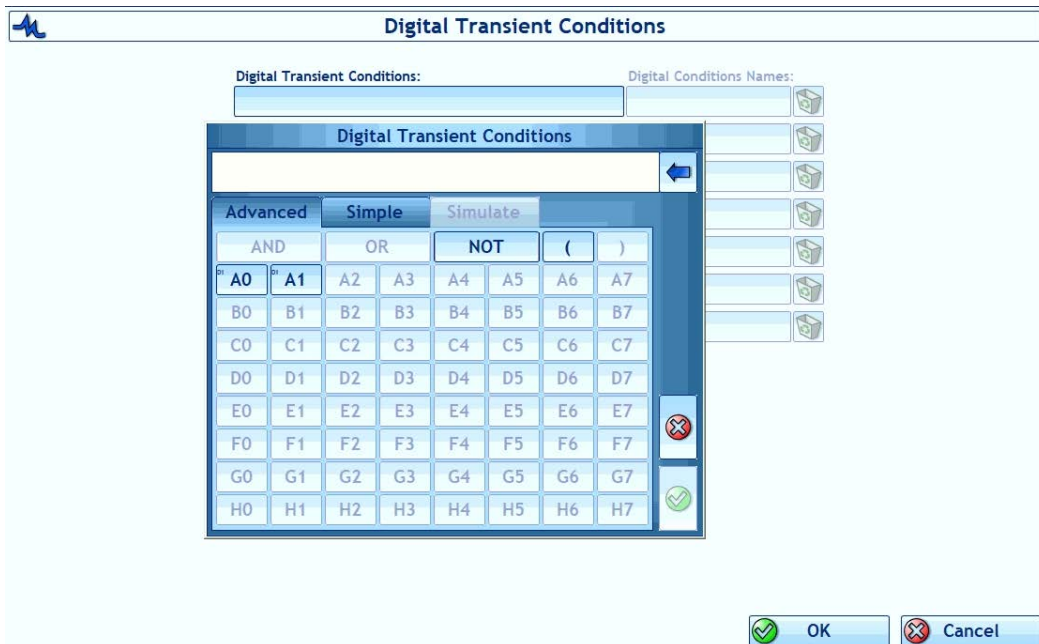 Digital Transient Conditions
Digital Transient Conditions: Digital Conditions Names:
Digital Transient Conditions
Advanced Simple Simulate
AND OR NOT ( )
DI A0 DI A1 A2 A3 A4 A5 A6 A7
B0 B1 B2 B3 B4 B5 B6 B7
C0 C1 C2 C3 C4 C5 C6 C7
D0 D1 D2 D3 D4 D5 D6 D7
E0 E1 E2 E3 E4 E5 E6 E7
F0 F1 F2 F3 F4 F5 F6 F7
G0 G1 G2 G3 G4 G5 G6 G7
H0 H1 H2 H3 H4 H5 H6 H7
OK Cancel